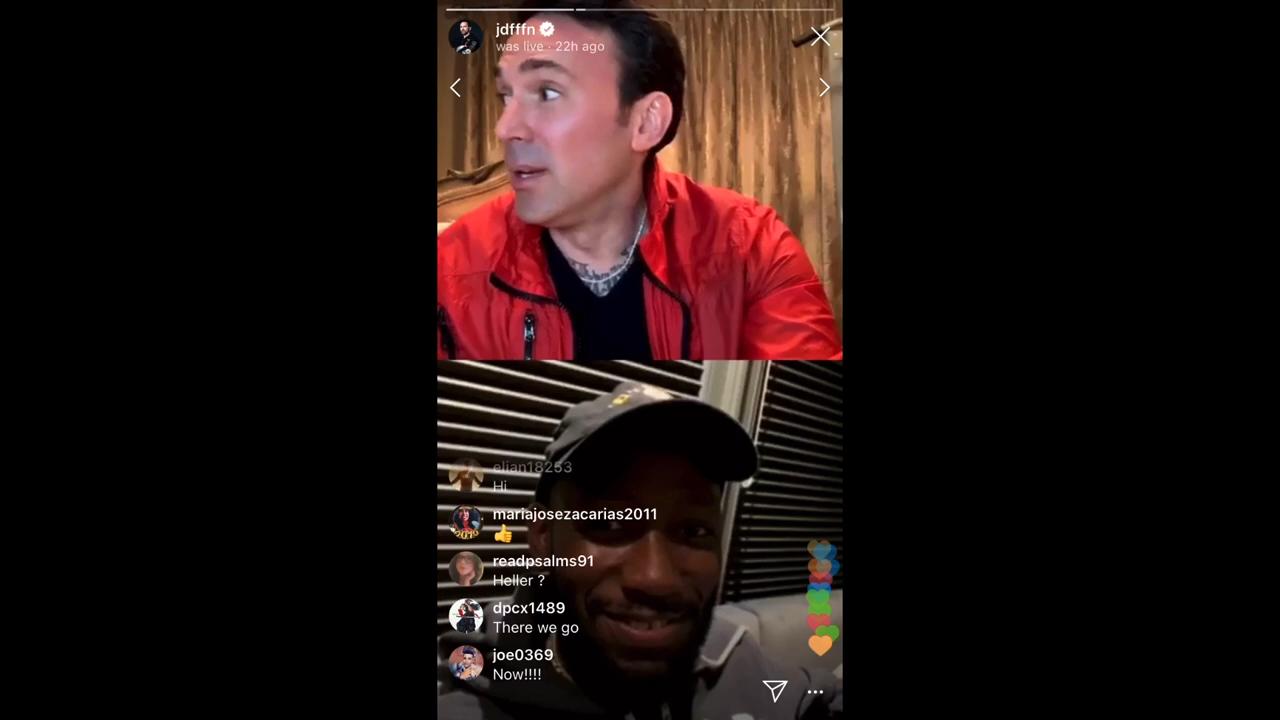 jdfffn
was live · 22h ago
elian18253
Hi
mariajosezacarias2011
👍
readpsalms91
Heller ?
dpcx1489
There we go
joe0369
Now!!!!